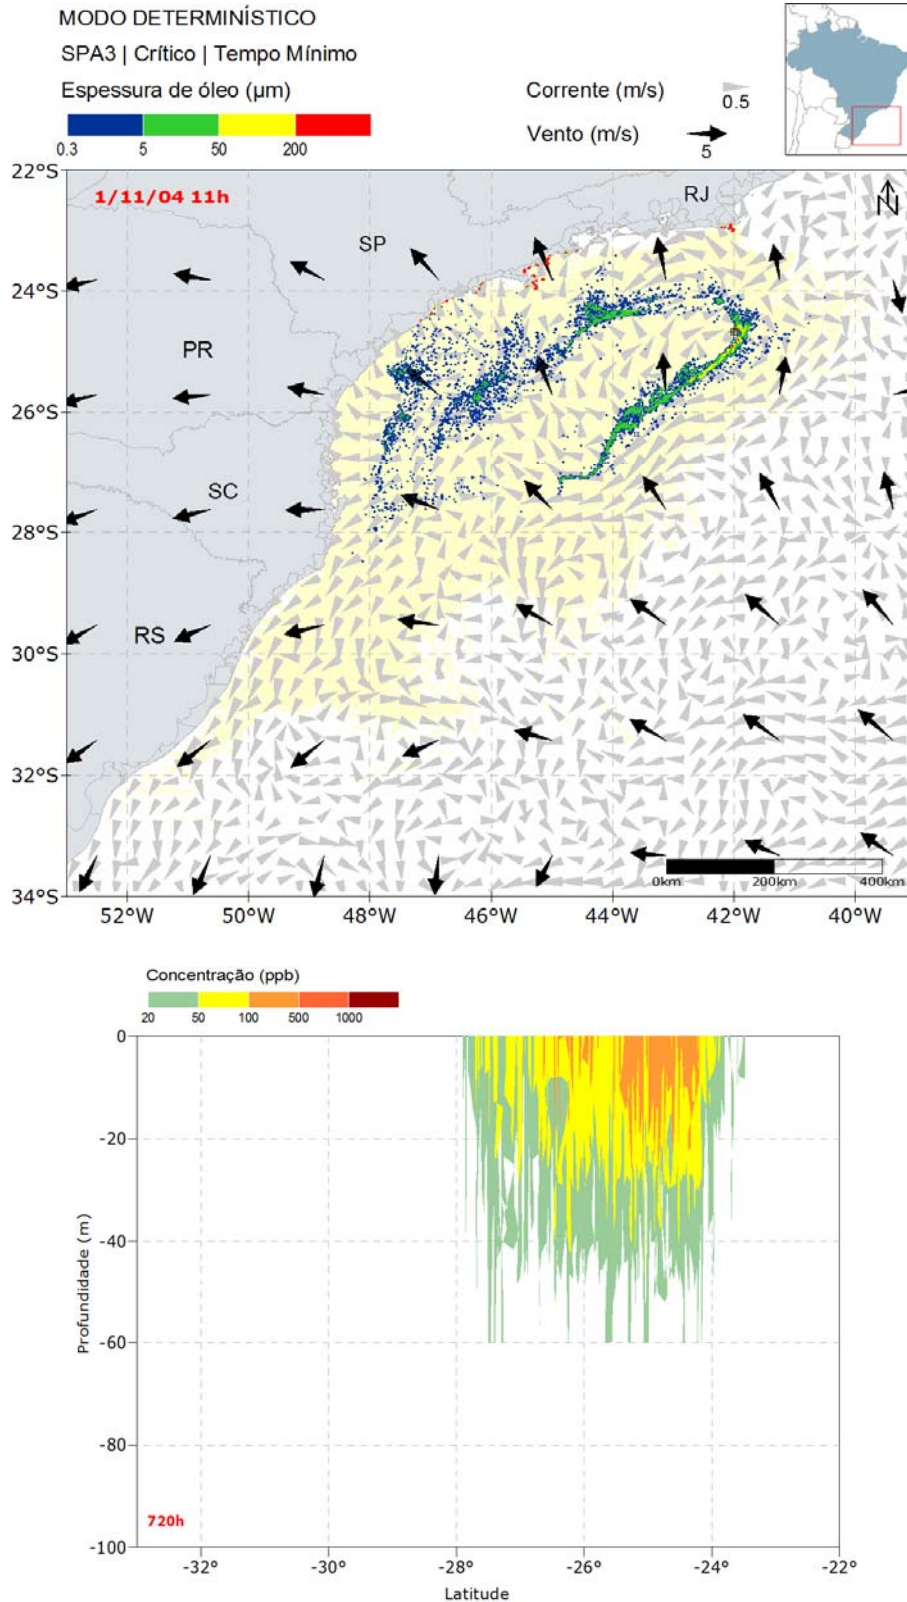 MODO DETERMINÍSTICO
SPA3 | Crítico | Tempo Mínimo
Espessura de óleo (µm)
0.3 5 50 200
Corrente (m/s) 0.5
Vento (m/s) 5
22°S
24°S
26°S
28°S
30°S
32°S
34°S
1/11/04 11h
RJ
N
SP
PR
SC
RS
0km 200km 400km
52°W 50°W 48°W 46°W 44°W 42°W 40°W
Concentração (ppb)
20 50 100 500 1000
0
-20
-40
-60
-80
-100
Profundidade (m)
720h
-32° -30° -28° -26° -24° -22°
Latitude